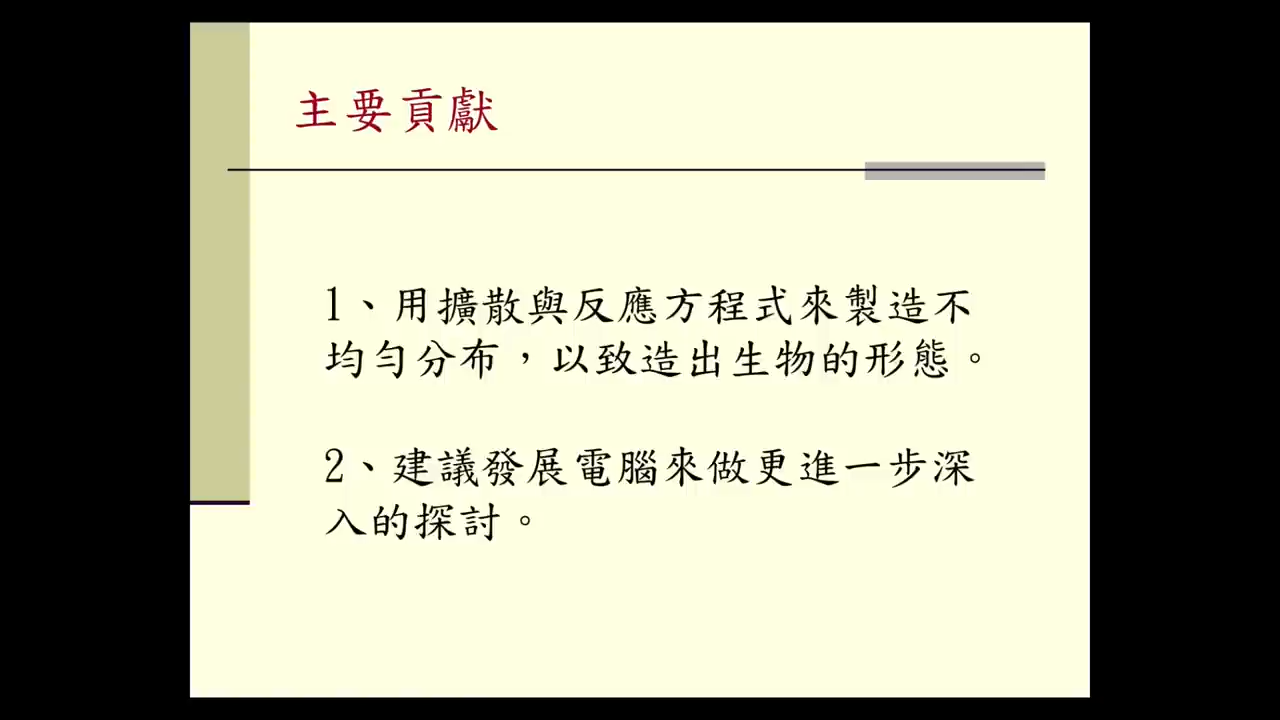 主要貢獻
1、用擴散與反應方程式來製造不
均勻分布，以致造出生物的形態。
2、建議發展電腦來做更進一步深
入的探討。